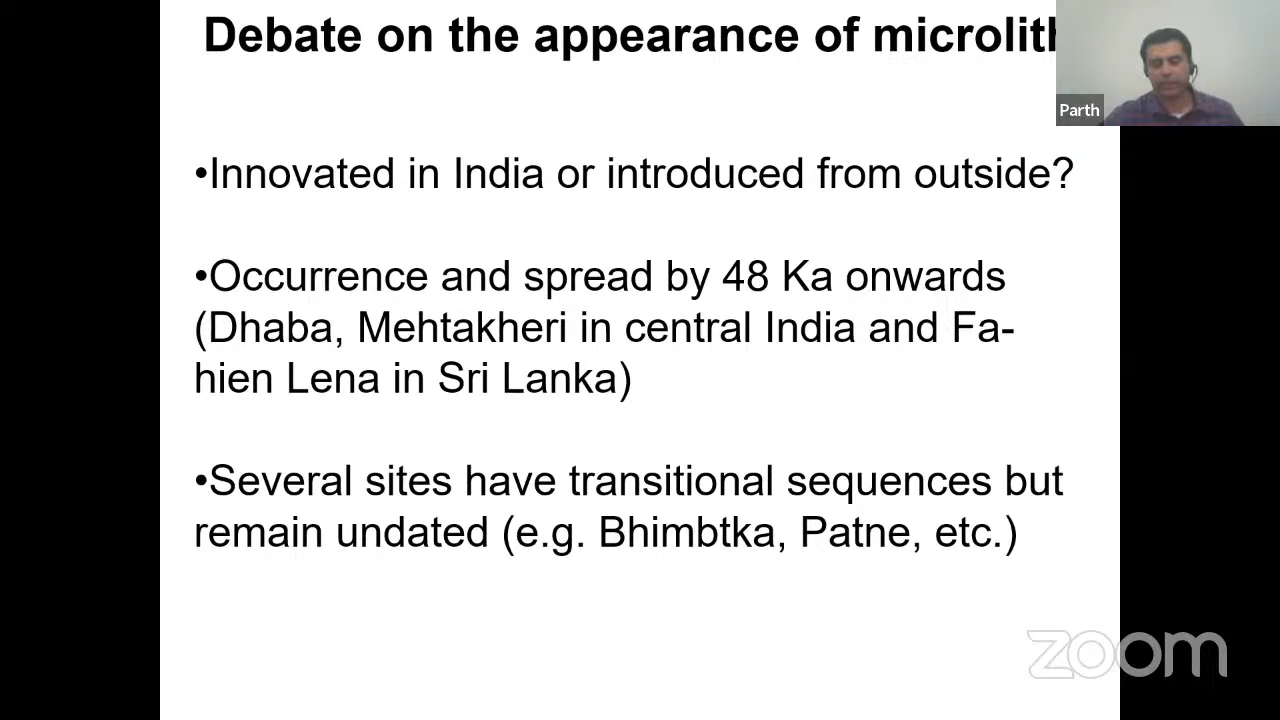 Debate on the appearance of microlith
Parth
•Innovated in India or introduced from outside?
•Occurrence and spread by 48 Ka onwards
(Dhaba, Mehtakheri in central India and Fa-
hien Lena in Sri Lanka)
•Several sites have transitional sequences but
remain undated (e.g. Bhimbtka, Patne, etc.)
zoom